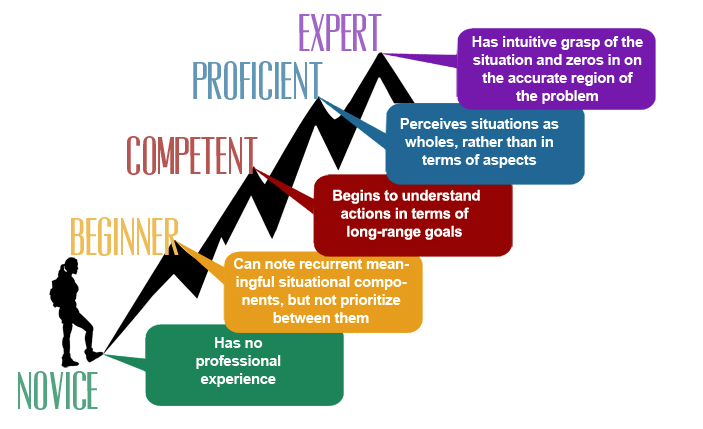 EXPERT
Has intuitive grasp of the
situation and zeros in on
the accurate region of
the problem
PROFICIENT
Perceives situations as
wholes, rather than in
terms of aspects
COMPETENT
Begins to understand
actions in terms of
long-range goals
BEGINNER
Can note recurrent mean-
ingful situational compo-
nents, but not prioritize
between them
NOVICE
Has no
professional
experience